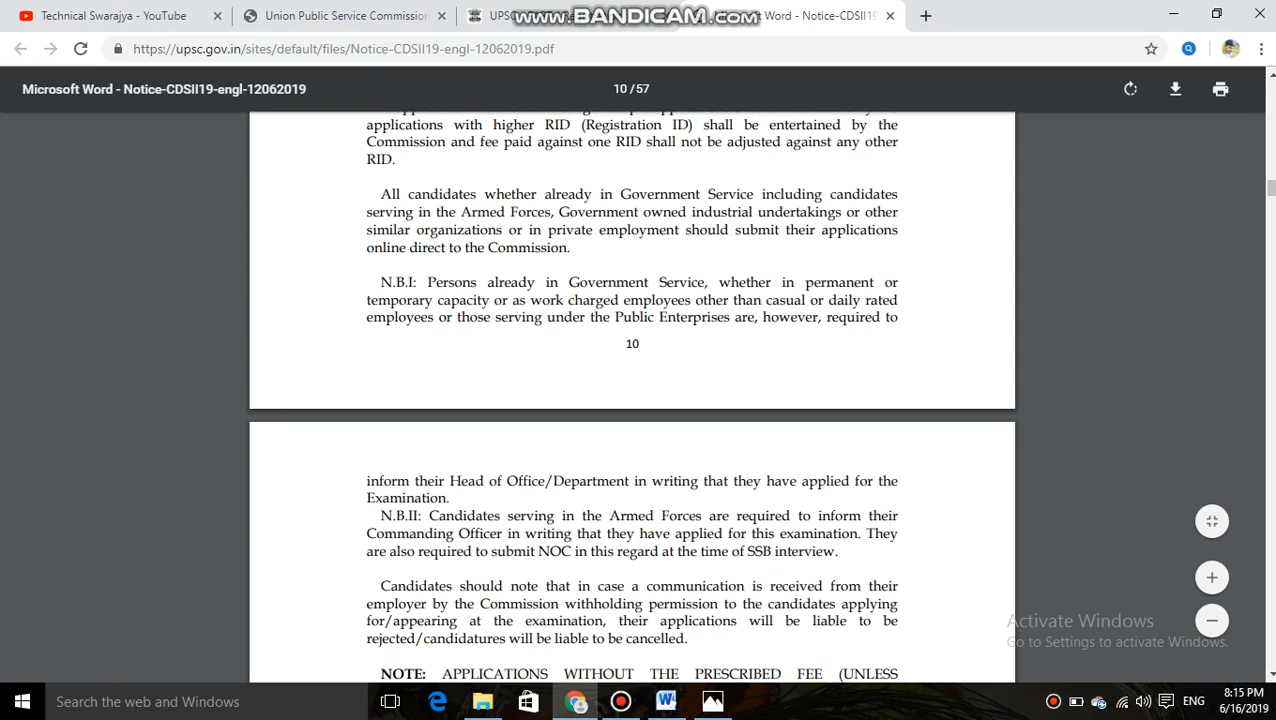 Technical Swarajya - YouTube
Union Public Service Commission
UPSC
www.BANDICAM.com
Word - Notice-CDSII19-engl
https://upsc.gov.in/sites/default/files/Notice-CDSII19-engl-12062019.pdf
Microsoft Word - Notice-CDSII19-engl-12062019
10 / 57
applications with higher RID (Registration ID) shall be entertained by the
Commission and fee paid against one RID shall not be adjusted against any other
RID.
All candidates whether already in Government Service including candidates
serving in the Armed Forces, Government owned industrial undertakings or other
similar organizations or in private employment should submit their applications
online direct to the Commission.
N.B.I: Persons already in Government Service, whether in permanent or
temporary capacity or as work charged employees other than casual or daily rated
employees or those serving under the Public Enterprises are, however, required to
10
inform their Head of Office/Department in writing that they have applied for the
Examination.
N.B.II: Candidates serving in the Armed Forces are required to inform their
Commanding Officer in writing that they have applied for this examination. They
are also required to submit NOC in this regard at the time of SSB interview.
Candidates should note that in case a communication is received from their
employer by the Commission withholding permission to the candidates applying
for/appearing at the examination, their applications will be liable to be
rejected/candidatures will be liable to be cancelled.
NOTE: APPLICATIONS WITHOUT THE PRESCRIBED FEE (UNLESS
Activate Windows
Go to Settings to activate Windows.
Search the web and Windows
ENG
8:15 PM
6/16/2019